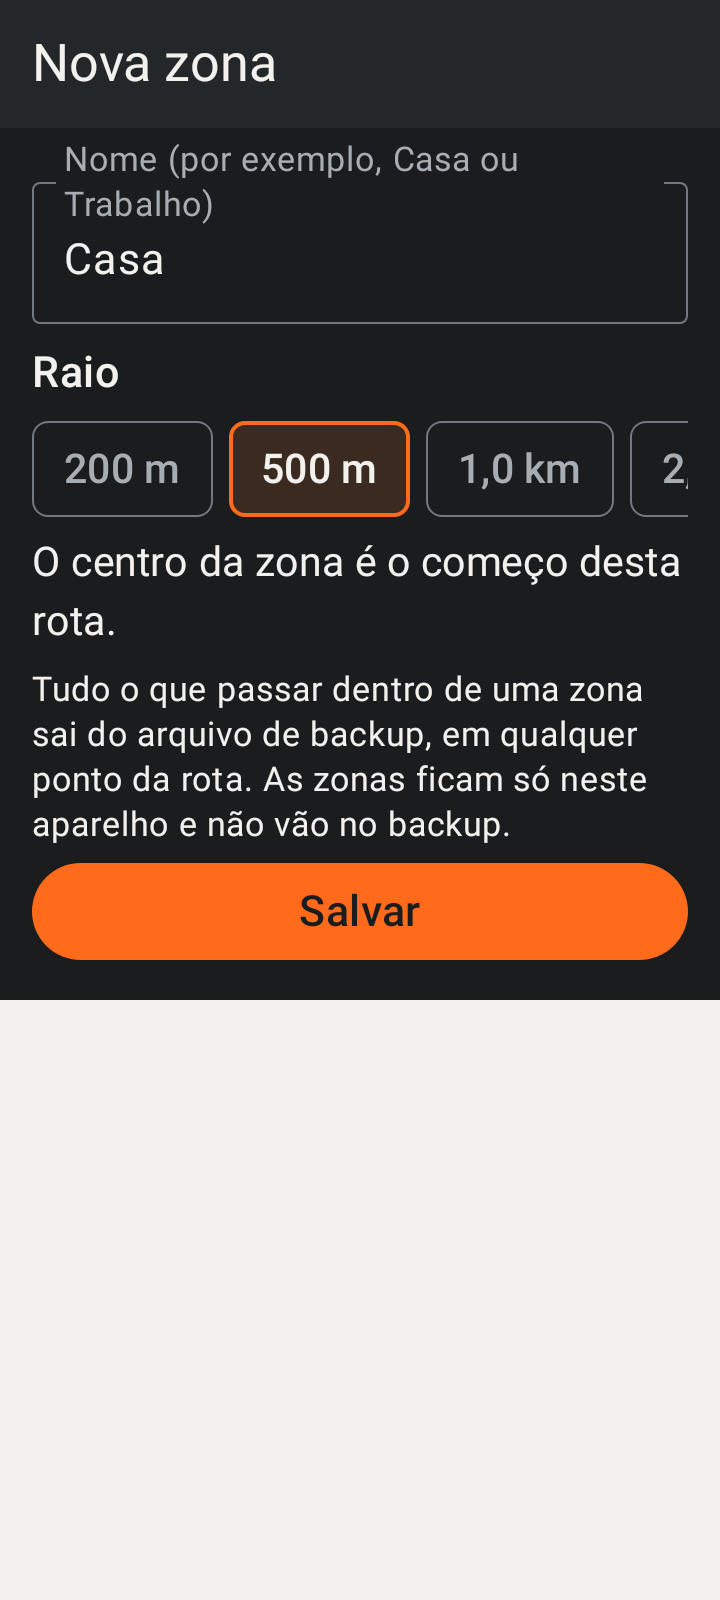 Nova zona
Nome (por exemplo, Casa ou
Trabalho)
Casa
Raio
200 m
500 m
1,0 km
2,
O centro da zona é o começo desta
rota.
Tudo o que passar dentro de uma zona
sai do arquivo de backup, em qualquer
ponto da rota. As zonas ficam só neste
aparelho e não vão no backup.
Salvar